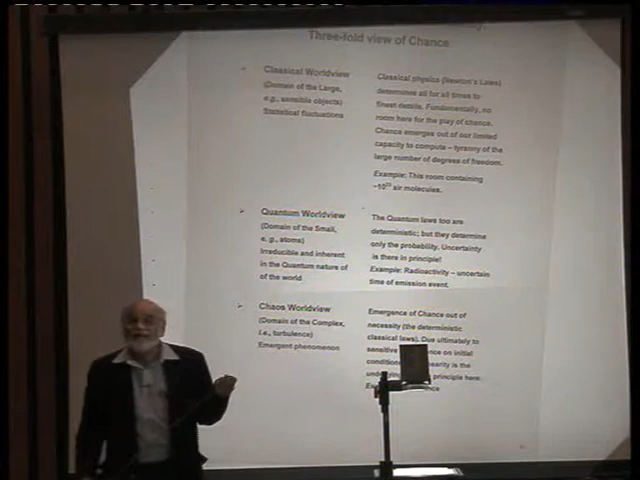 Three-fold view of Chance
Classical Worldview
(Domain of the Large,
e.g., sensible objects)
Statistical fluctuations
Classical physics (Newton's Laws)
determine all for all times to
finest details. Fundamentally, no
room here for the play of chance.
Chance emerges out of our limited
capacity to compute – tyranny of the
large number of degrees of freedom.
Example: This room containing
air molecules.
Quantum Worldview
(Domain of the Small,
e. g., atoms)
Irreducible and inherent
in the Quantum nature of
of the world
The Quantum laws too are
deterministic; but they determine
only the probability. Uncertainty
is there in principle!
Example: Radioactivity – uncertain
time of emission event.
Chaos Worldview
(Domain of the Complex,
i.e., turbulence)
Emergent phenomenon
Emergence of Chance out of
necessity (the deterministic
classical laws). Due ultimately to
sensitive on initial
is the
principle here.